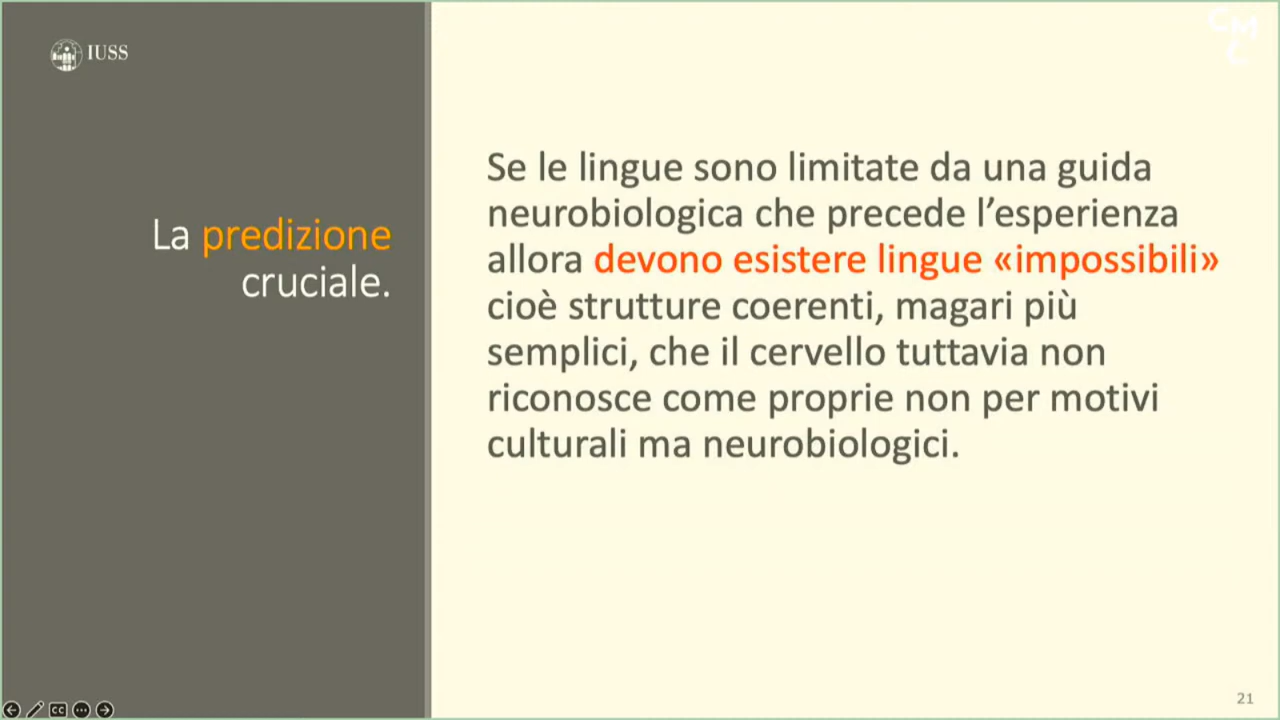 IUSS
CMC
La predizione
cruciale.
Se le lingue sono limitate da una guida
neurobiologica che precede l’esperienza
allora devono esistere lingue «impossibili»
cioè strutture coerenti, magari più
semplici, che il cervello tuttavia non
riconosce come proprie non per motivi
culturali ma neurobiologici.
CC
21